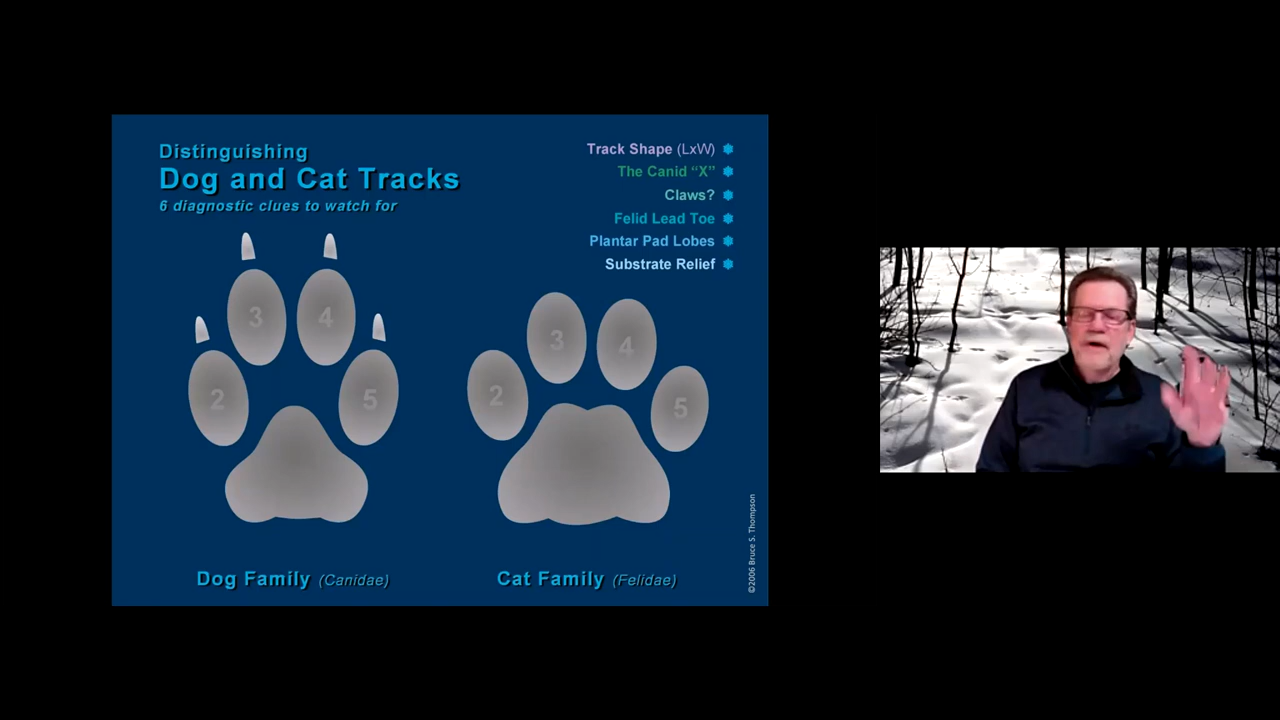 Distinguishing
Dog and Cat Tracks
6 diagnostic clues to watch for
Track Shape (LxW)
The Canid “X”
Claws?
Felid Lead Toe
Plantar Pad Lobes
Substrate Relief
3 4
2 5
3 4
2 5
Dog Family (Canidae)
Cat Family (Felidae)
©2006 Bruce S. Thompson